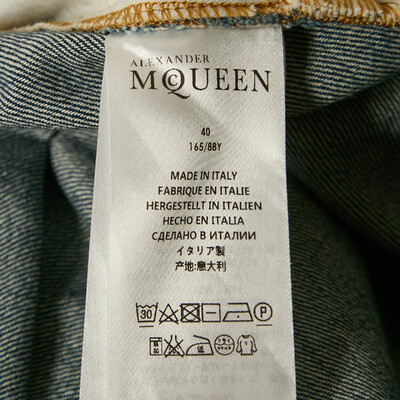 ALEXANDER
McQUEEN
40
165/88Y
MADE IN ITALY
FABRIQUE EN ITALIE
HERGESTELLT IN ITALIEN
HECHO EN ITALIA
СДЕЛАНО В ИТАЛИИ
イタリア製
产地:意大利
30 P